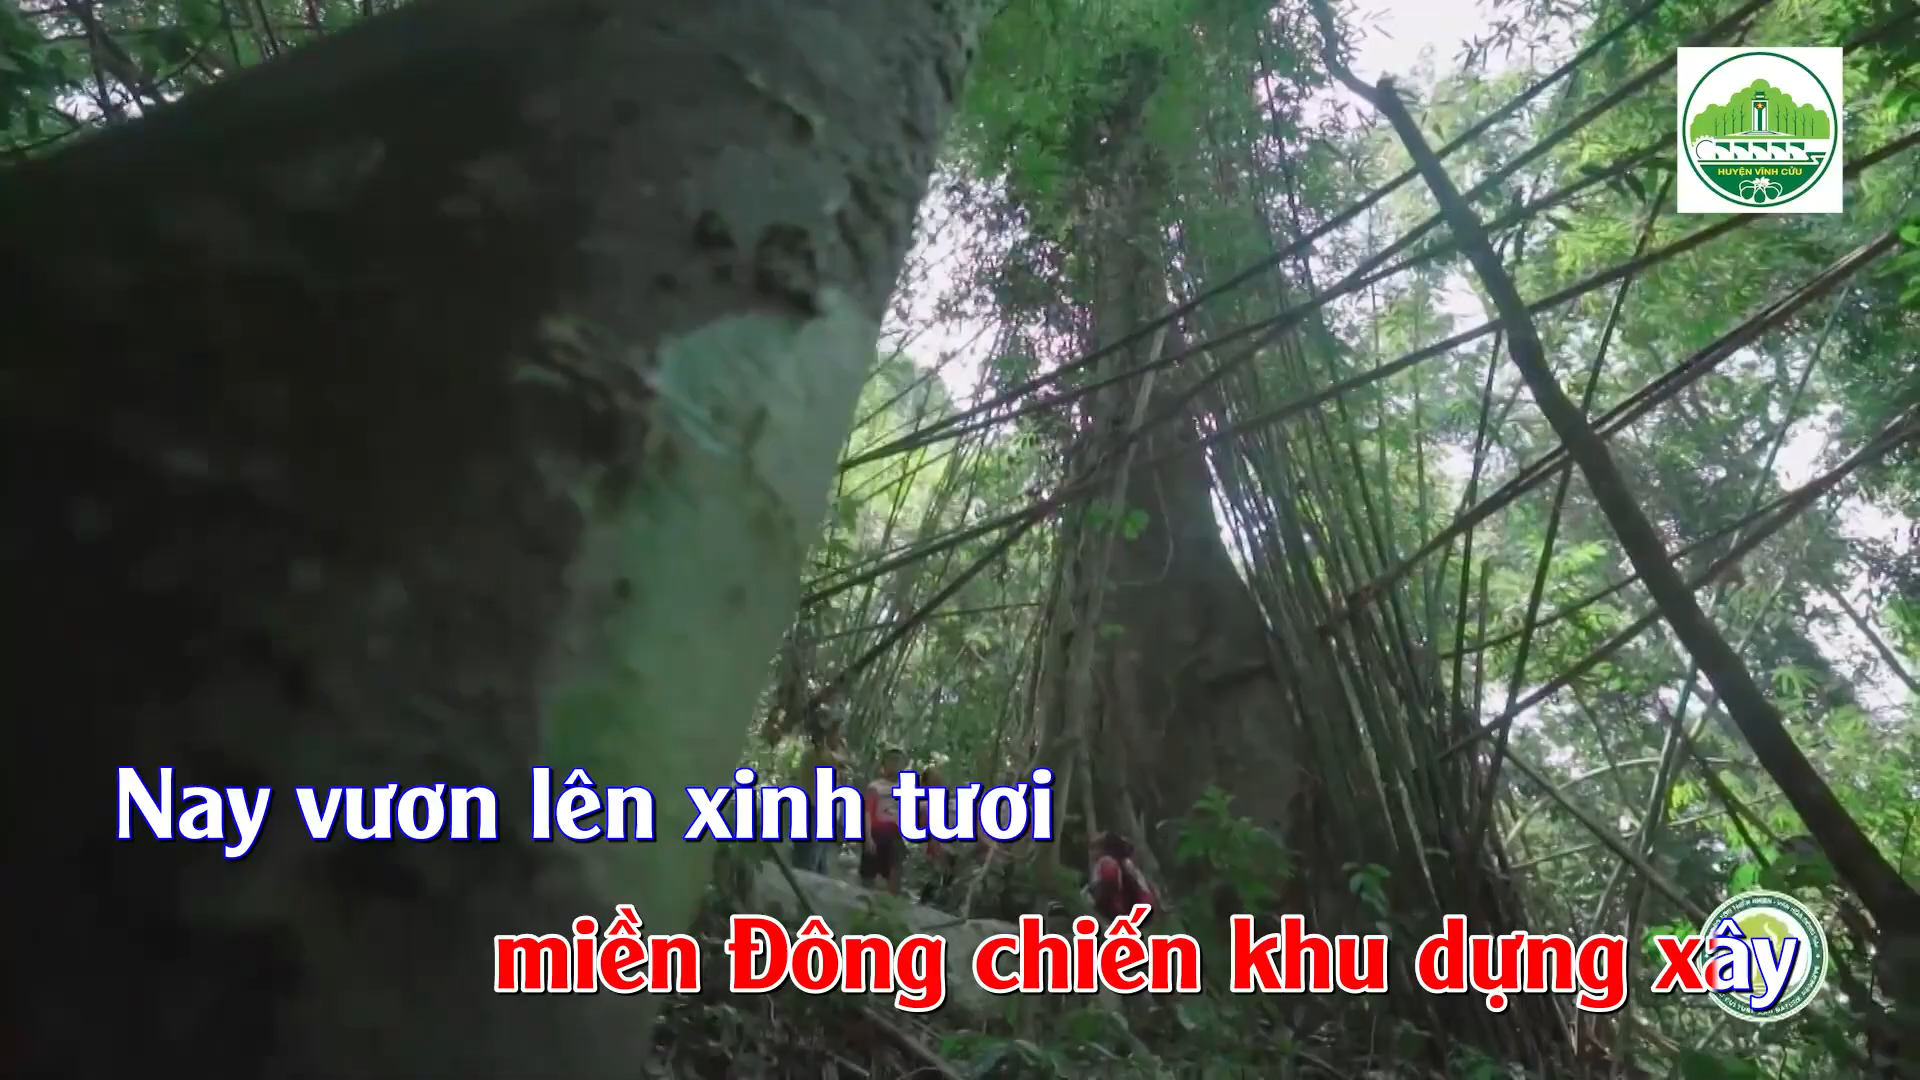 HUYỆN VĨNH CỬU
Nay vươn lên xinh tươi
miền Đông chiến khu dựng xây